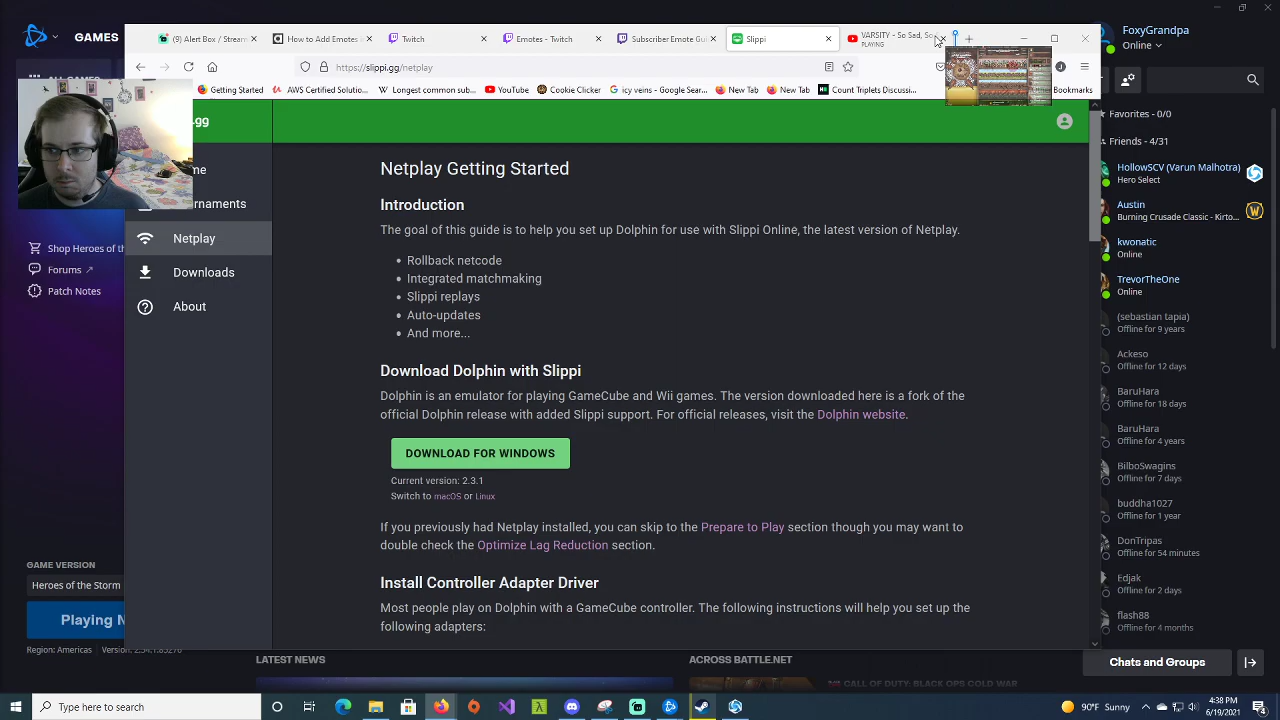 ALL GAMES
(9) Alert Box / Stream
Twitch
Emotes - Twitch
Subscriber Emote Gui
Slippi
VARSITY - So Sad, So
PLAYING
FoxyGrandpa
Online
Getting Started
Longest common sub...
YouTube
Cookie Clicker
icy veins - Google Sear...
New Tab
New Tab
Count Triplets Discussi...
Bookmarks
.gg
Netplay
Downloads
About
Shop Heroes of th
Forums
Patch Notes
GAME VERSION
Heroes of the Storm
Region: Americas
Netplay Getting Started
Introduction
The goal of this guide is to help you set up Dolphin for use with Slippi Online, the latest version of Netplay.
Rollback netcode
Integrated matchmaking
Slippi replays
Auto-updates
And more...
Download Dolphin with Slippi
Dolphin is an emulator for playing GameCube and Wii games. The version downloaded here is a fork of the
official Dolphin release with added Slippi support. For official releases, visit the Dolphin website.
DOWNLOAD FOR WINDOWS
Current version: 2.3.1
Switch to macOS or Linux
If you previously had Netplay installed, you can skip to the Prepare to Play section though you may want to
double check the Optimize Lag Reduction section.
Install Controller Adapter Driver
Most people play on Dolphin with a GameCube controller. The following instructions will help you set up the
following adapters:
Favorites - 0/0
Friends - 4/31
HollowSCV (Varun Malhotra)
Hero Select
Austin
Burning Crusade Classic - Kirto...
kwonatic
Online
TrevorTheOne
Online
(sebastian tapia)
Offline for 9 years
Ackeso
Offline for 12 days
BaruHara
Offline for 18 days
BaruHara
Offline for 4 years
BilboSwagins
Offline for 7 days
buddha1027
Offline for 1 year
DonTripas
Offline for 54 minutes
Edjak
Offline for 2 days
flash88
Offline for 4 months
Chats and Groups
LATEST NEWS
ACROSS BATTLE.NET
CALL OF DUTY: BLACK OPS COLD WAR
Type here to search
90°F Sunny
4:38 PM
6/19/2021